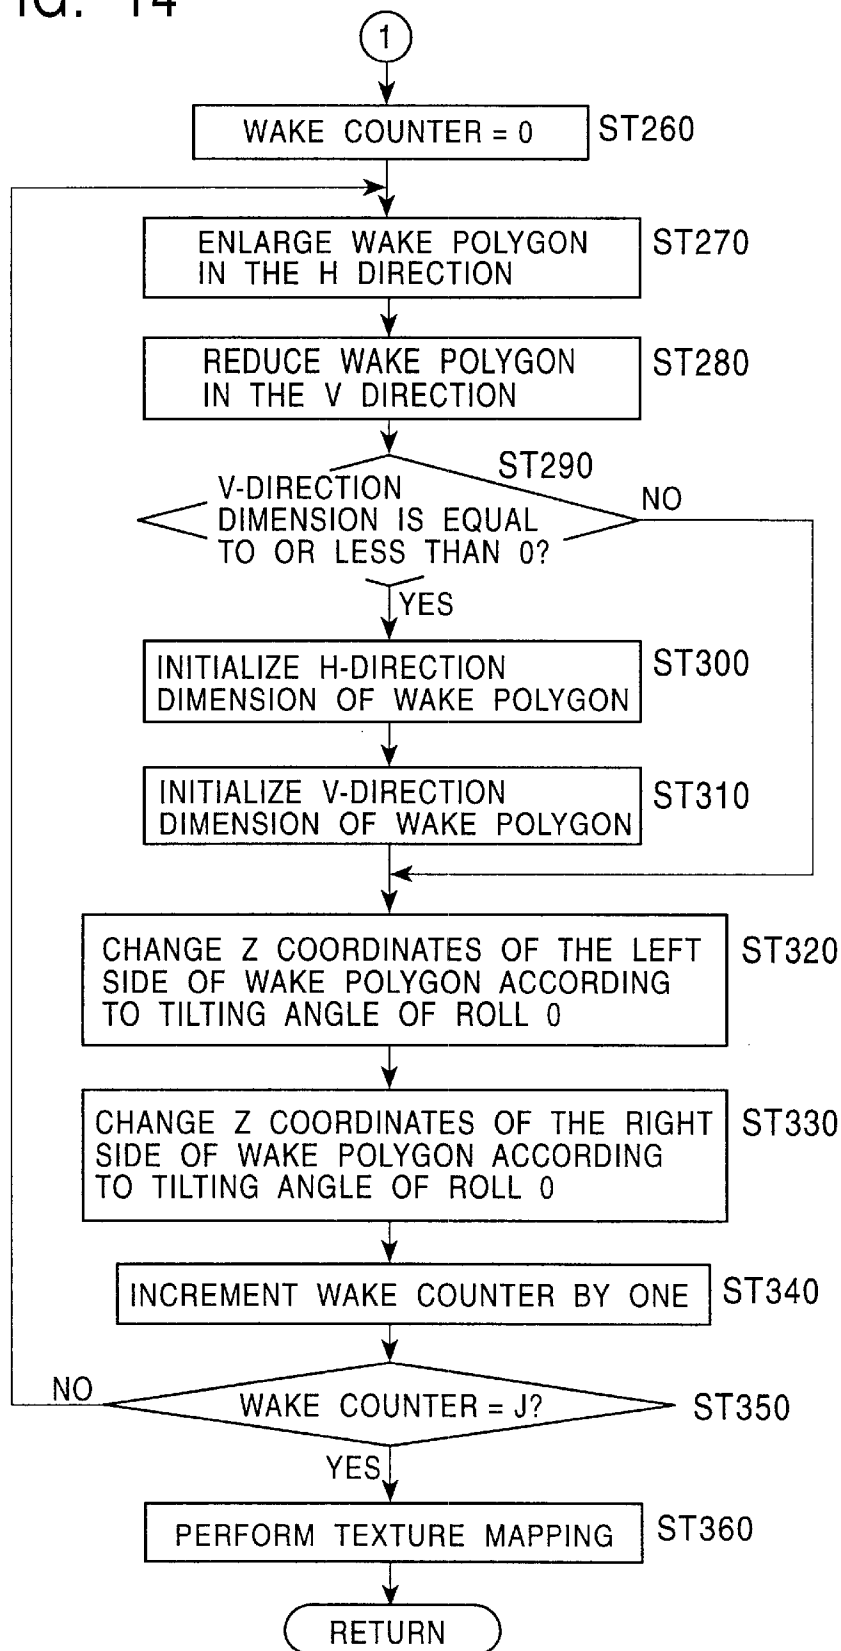 FIG. 14
1
WAKE COUNTER = 0
ST260
ENLARGE WAKE POLYGON
IN THE H DIRECTION
ST270
REDUCE WAKE POLYGON
IN THE V DIRECTION
ST280
ST290
V-DIRECTION
DIMENSION IS EQUAL
TO OR LESS THAN 0?
NO
YES
INITIALIZE H-DIRECTION
DIMENSION OF WAKE POLYGON
ST300
INITIALIZE V-DIRECTION
DIMENSION OF WAKE POLYGON
ST310
CHANGE Z COORDINATES OF THE LEFT
SIDE OF WAKE POLYGON ACCORDING
TO TILTING ANGLE OF ROLL 0
ST320
CHANGE Z COORDINATES OF THE RIGHT
SIDE OF WAKE POLYGON ACCORDING
TO TILTING ANGLE OF ROLL 0
ST330
INCREMENT WAKE COUNTER BY ONE
ST340
NO
WAKE COUNTER = J?
ST350
YES
PERFORM TEXTURE MAPPING
ST360
RETURN